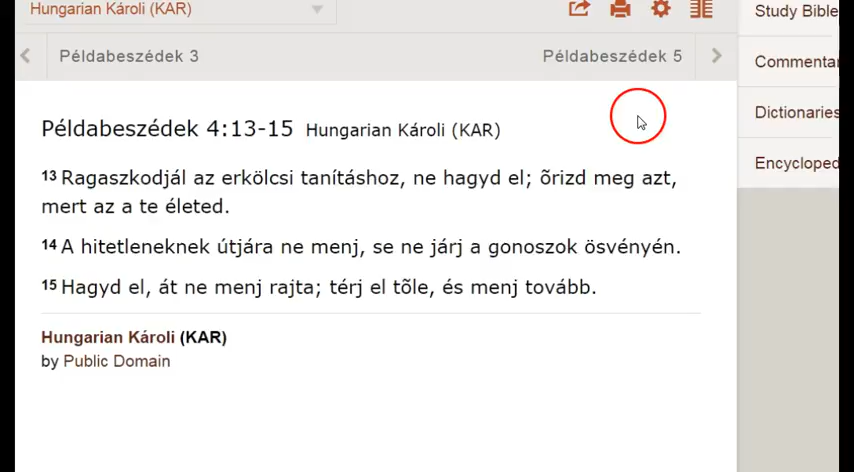 Hungarian Károli (KAR)
Study Bible
Példabeszédek 3
Példabeszédek 5
Commentar
Dictionaries
Encycloped
Példabeszédek 4:13-15 Hungarian Károli (KAR)
13 Ragaszkodjál az erkölcsi tanításhoz, ne hagyd el; õrizd meg azt,
mert az a te életed.
14 A hitetleneknek útjára ne menj, se ne járj a gonoszok ösvényén.
15 Hagyd el, át ne menj rajta; térj el tõle, és menj tovább.
Hungarian Károli (KAR)
by Public Domain